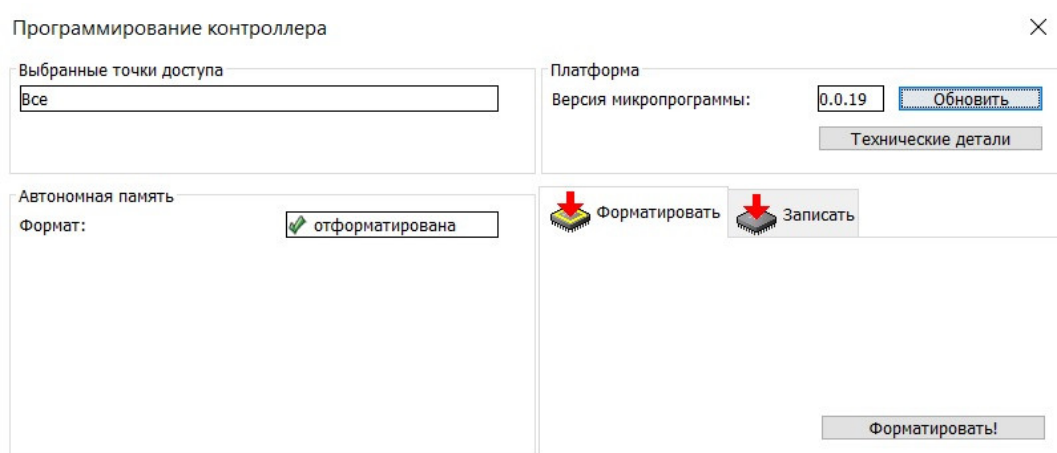 Программирование контроллера
Выбранные точки доступа
Все
Платформа
Версия микропрограммы: 0.0.19 Обновить
Технические детали
Автономная память
Формат: отформатирована
Форматировать Записать
Форматировать!